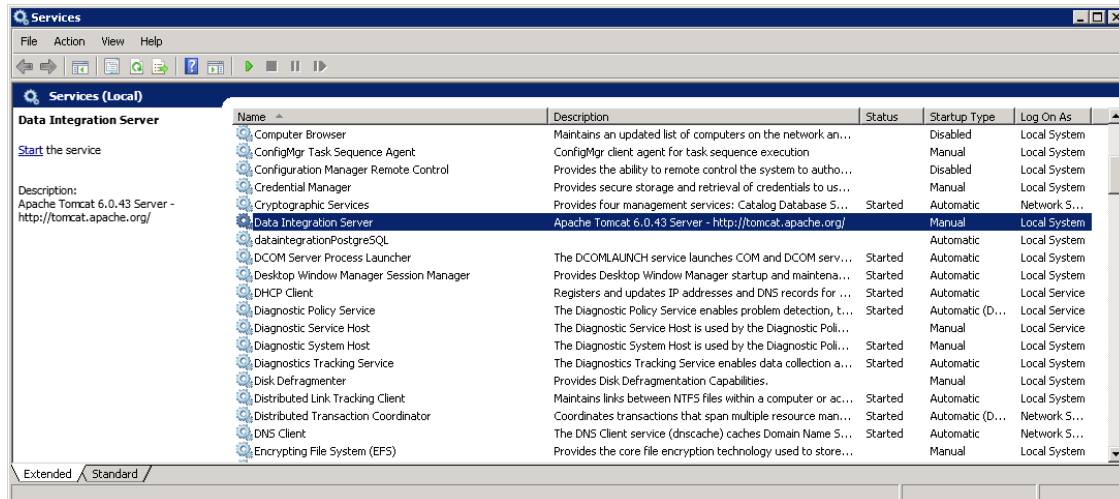 Services
File Action View Help
Services (Local)
Data Integration Server
Start the service
Description:
Apache Tomcat 6.0.43 Server -
http://tomcat.apache.org/
Name Description Status Startup Type Log On As
Computer Browser Maintains an updated list of computers on the network an... Disabled Local System
ConfigMgr Task Sequence Agent ConfigMgr client agent for task sequence execution Manual Local System
Configuration Manager Remote Control Provides the ability to remote control the system to autho... Disabled Local System
Credential Manager Provides secure storage and retrieval of credentials to us... Manual Local System
Cryptographic Services Provides four management services: Catalog Database S... Started Automatic Network S...
Data Integration Server Apache Tomcat 6.0.43 Server - http://tomcat.apache.org/ Manual Local System
dataintegrationPostgreSQL Automatic Local System
DCOM Server Process Launcher The DCOMLAUNCH service launches COM and DCOM serv... Started Automatic Local System
Desktop Window Manager Session Manager Provides Desktop Window Manager startup and maintena... Started Automatic Local System
DHCP Client Registers and updates IP addresses and DNS records for ... Started Automatic Local Service
Diagnostic Policy Service The Diagnostic Policy Service enables problem detection, t... Started Automatic (D... Local Service
Diagnostic Service Host The Diagnostic Service Host is used by the Diagnostic Poli... Manual Local Service
Diagnostic System Host The Diagnostic System Host is used by the Diagnostic Poli... Started Manual Local System
Diagnostics Tracking Service The Diagnostics Tracking Service enables data collection a... Started Automatic Local System
Disk Defragmenter Provides Disk Defragmentation Capabilities. Manual Local System
Distributed Link Tracking Client Maintains links between NTFS files within a computer or ac... Started Automatic Local System
Distributed Transaction Coordinator Coordinates transactions that span multiple resource man... Started Automatic (D... Network S...
DNS Client The DNS Client service (dnscache) caches Domain Name S... Started Automatic Network S...
Encrypting File System (EFS) Provides the core file encryption technology used to store... Manual Local System
Extended Standard